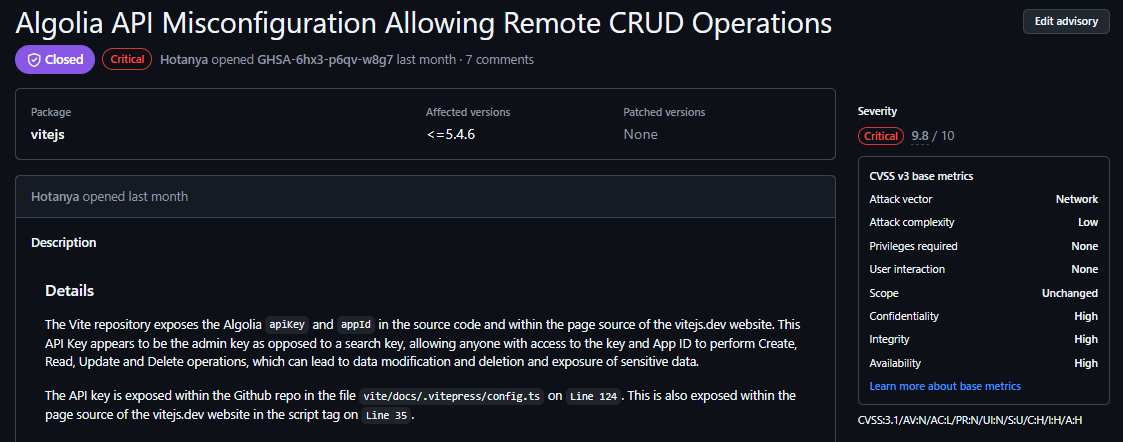 Algolia API Misconfiguration Allowing Remote CRUD Operations
Edit advisory
Closed Critical Hotanya opened GHSA-6hx3-p6qv-w8g7 last month · 7 comments
Package Affected versions Patched versions
vitejs <=5.4.6 None
Hotanya opened last month
Description
Details
The Vite repository exposes the Algolia apiKey and appId in the source code and within the page source of the vitejs.dev website. This
API Key appears to be the admin key as opposed to a search key, allowing anyone with access to the key and App ID to perform Create,
Read, Update and Delete operations, which can lead to data modification and deletion and exposure of sensitive data.
The API key is exposed within the Github repo in the file vite/docs/.vitepress/config.ts on Line 124. This is also exposed within the
page source of the vitejs.dev website in the script tag on Line 35.
Severity
Critical 9.8 / 10
CVSS v3 base metrics
Attack vector Network
Attack complexity Low
Privileges required None
User interaction None
Scope Unchanged
Confidentiality High
Integrity High
Availability High
Learn more about base metrics
CVSS:3.1/AV:N/AC:L/PR:N/UI:N/S:U/C:H/I:H/A:H